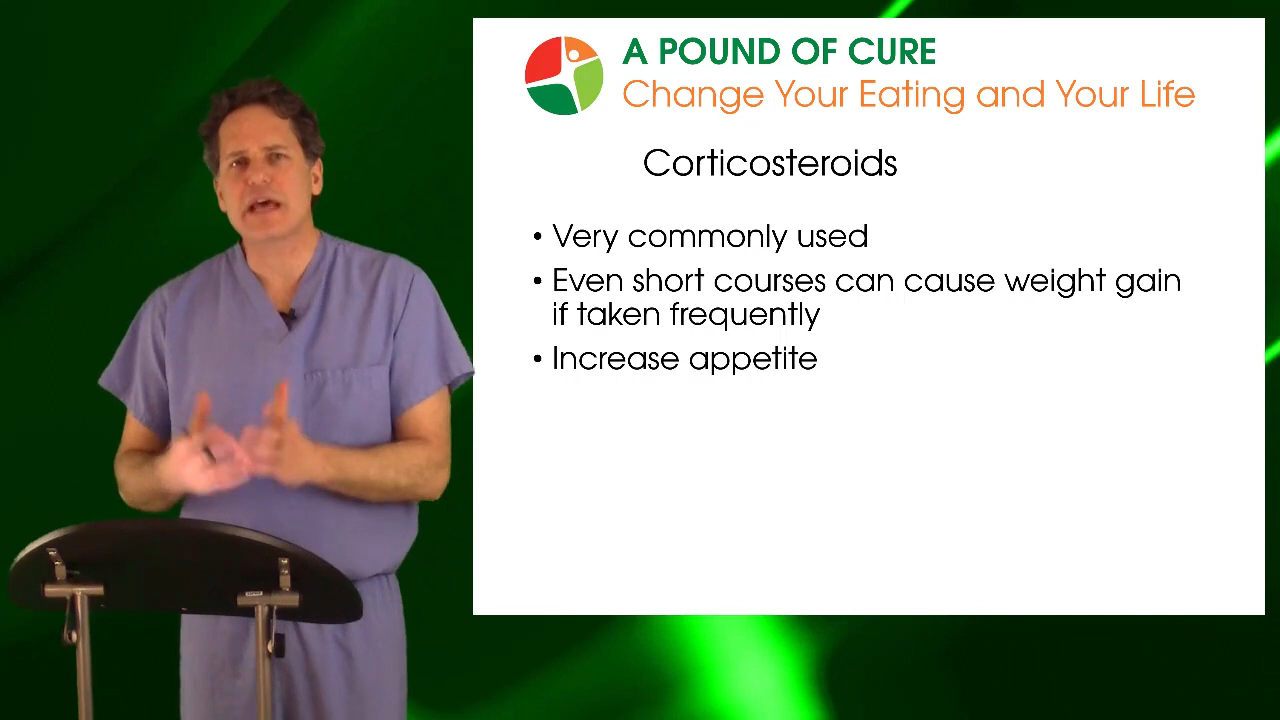 A POUND OF CURE
Change Your Eating and Your Life
Corticosteroids
• Very commonly used
• Even short courses can cause weight gain
if taken frequently
• Increase appetite